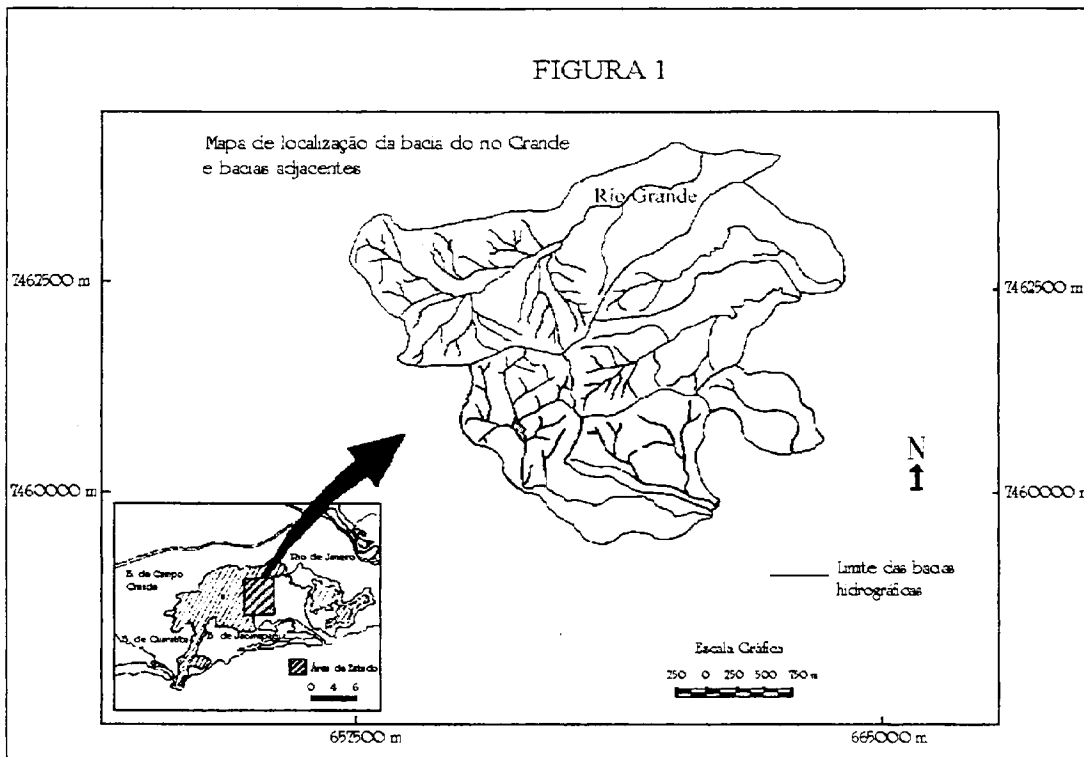 FIGURA 1
Mapa de localização da bacia do rio Grande
e bacias adjacentes
Rio Grande
7462500 m
7462500 m
7460000 m
7460000 m
N
Limite das bacias
hidrográficas
Escala Gráfica
250 0 250 500 750 m
Rio de Janeiro
B. de Campo
Grande
B. de Jacarepaguá
B. de Guaratiba
Área de Estudo
0 4 6
657500 m
665000 m